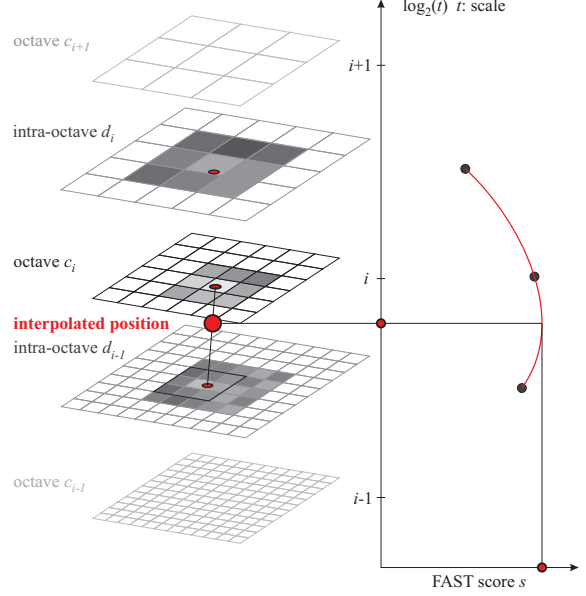 log₂(t) t: scale
octave cᵢ₊₁
i+1
intra-octave dᵢ
octave cᵢ
i
interpolated position
intra-octave dᵢ₋₁
octave cᵢ₋₁
i-1
FAST score s